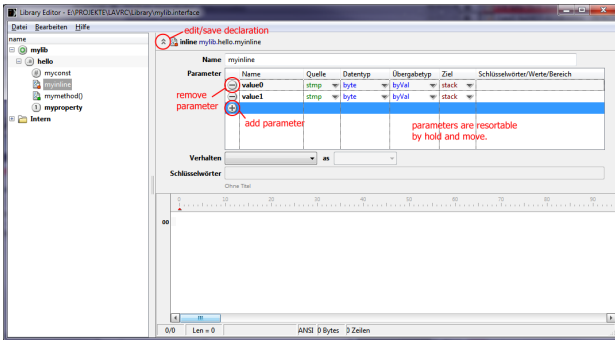 Library Editor - E:\PROJEKTE\LAVRC\Library\mylib.interface
Datei Bearbeiten Hilfe
edit/save declaration
name
mylib
hello
myconst
myinline
mymethod()
myproperty
Intern
inline mylib.hello.myinline
Name myinline
Parameter
Name Quelle Datentyp Übergabetyp Ziel Schlüsselwörter/Werte/Bereich
value0 stmp byte byVal stack
value1 stmp byte byVal stack
remove
parameter
add parameter
parameters are resortable
by hold and move.
Verhalten as
Schlüsselwörter
Ohne Titel
0 10 20 30 40 50 60 70 80 90
00
0/0 Len = 0 ANSI 0 Bytes 0 Zeilen